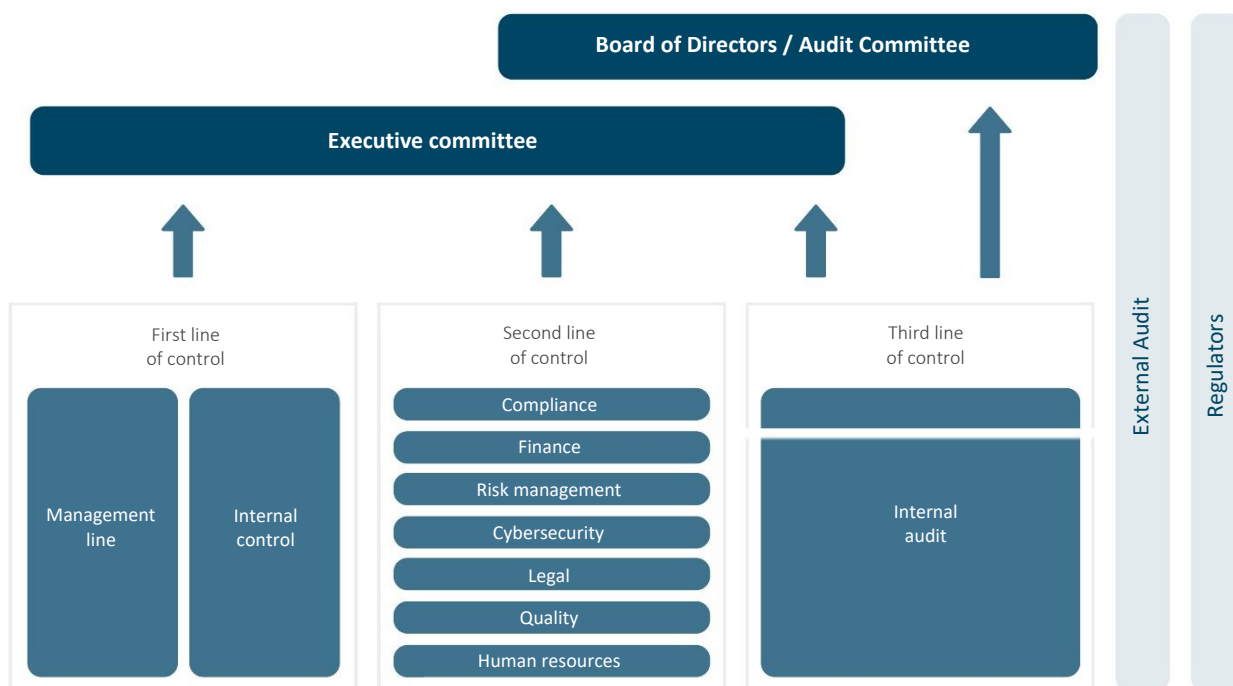 Board of Directors / Audit Committee
Executive committee
First line
of control
Management
line
Internal
control
Second line
of control
Compliance
Finance
Risk management
Cybersecurity
Legal
Quality
Human resources
Third line
of control
Internal
audit
External Audit
Regulators